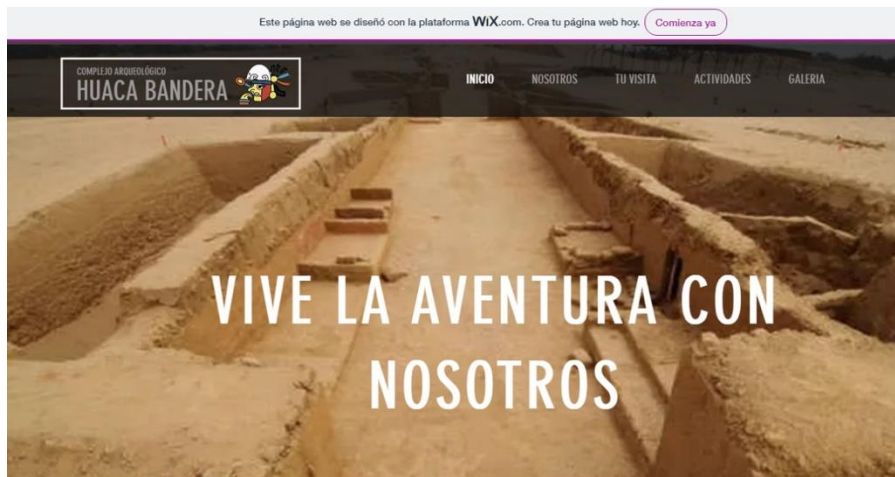 Este página web se diseñó con la plataforma WiX.com. Crea tu página web hoy. Comienza ya
COMPLEJO ARQUEOLÓGICO
HUACA BANDERA
INICIO NOSOTROS TU VISITA ACTIVIDADES GALERIA
VIVE LA AVENTURA CON
NOSOTROS